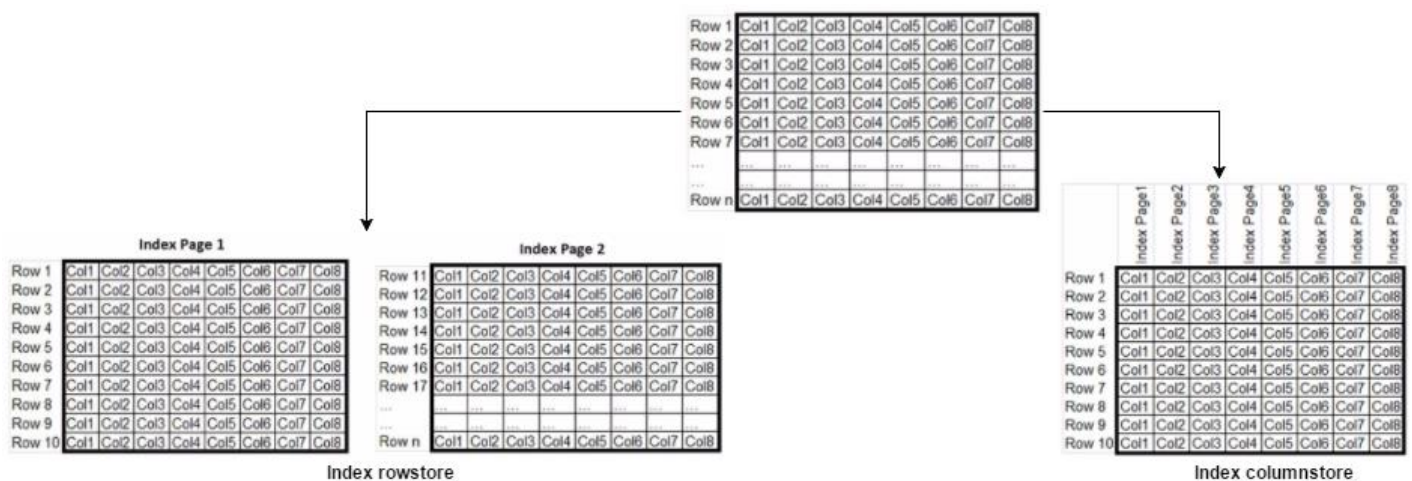 Row 1 Col1 Col2 Col3 Col4 Col5 Col6 Col7 Col8
Row 2 Col1 Col2 Col3 Col4 Col5 Col6 Col7 Col8
Row 3 Col1 Col2 Col3 Col4 Col5 Col6 Col7 Col8
Row 4 Col1 Col2 Col3 Col4 Col5 Col6 Col7 Col8
Row 5 Col1 Col2 Col3 Col4 Col5 Col6 Col7 Col8
Row 6 Col1 Col2 Col3 Col4 Col5 Col6 Col7 Col8
Row 7 Col1 Col2 Col3 Col4 Col5 Col6 Col7 Col8
... ... ... ... ... ... ... ... ...
... ... ... ... ... ... ... ... ...
Row n Col1 Col2 Col3 Col4 Col5 Col6 Col7 Col8
Index Page 1
Row 1 Col1 Col2 Col3 Col4 Col5 Col6 Col7 Col8
Row 2 Col1 Col2 Col3 Col4 Col5 Col6 Col7 Col8
Row 3 Col1 Col2 Col3 Col4 Col5 Col6 Col7 Col8
Row 4 Col1 Col2 Col3 Col4 Col5 Col6 Col7 Col8
Row 5 Col1 Col2 Col3 Col4 Col5 Col6 Col7 Col8
Row 6 Col1 Col2 Col3 Col4 Col5 Col6 Col7 Col8
Row 7 Col1 Col2 Col3 Col4 Col5 Col6 Col7 Col8
Row 8 Col1 Col2 Col3 Col4 Col5 Col6 Col7 Col8
Row 9 Col1 Col2 Col3 Col4 Col5 Col6 Col7 Col8
Row 10 Col1 Col2 Col3 Col4 Col5 Col6 Col7 Col8
Index Page 2
Row 11 Col1 Col2 Col3 Col4 Col5 Col6 Col7 Col8
Row 12 Col1 Col2 Col3 Col4 Col5 Col6 Col7 Col8
Row 13 Col1 Col2 Col3 Col4 Col5 Col6 Col7 Col8
Row 14 Col1 Col2 Col3 Col4 Col5 Col6 Col7 Col8
Row 15 Col1 Col2 Col3 Col4 Col5 Col6 Col7 Col8
Row 16 Col1 Col2 Col3 Col4 Col5 Col6 Col7 Col8
Row 17 Col1 Col2 Col3 Col4 Col5 Col6 Col7 Col8
... ... ... ... ... ... ... ... ...
... ... ... ... ... ... ... ... ...
Row n Col1 Col2 Col3 Col4 Col5 Col6 Col7 Col8
Index rowstore
Index Page1
Index Page2
Index Page3
Index Page4
Index Page5
Index Page6
Index Page7
Index Page8
Row 1 Col1 Col2 Col3 Col4 Col5 Col6 Col7 Col8
Row 2 Col1 Col2 Col3 Col4 Col5 Col6 Col7 Col8
Row 3 Col1 Col2 Col3 Col4 Col5 Col6 Col7 Col8
Row 4 Col1 Col2 Col3 Col4 Col5 Col6 Col7 Col8
Row 5 Col1 Col2 Col3 Col4 Col5 Col6 Col7 Col8
Row 6 Col1 Col2 Col3 Col4 Col5 Col6 Col7 Col8
Row 7 Col1 Col2 Col3 Col4 Col5 Col6 Col7 Col8
Row 8 Col1 Col2 Col3 Col4 Col5 Col6 Col7 Col8
Row 9 Col1 Col2 Col3 Col4 Col5 Col6 Col7 Col8
Row 10 Col1 Col2 Col3 Col4 Col5 Col6 Col7 Col8
Index columnstore